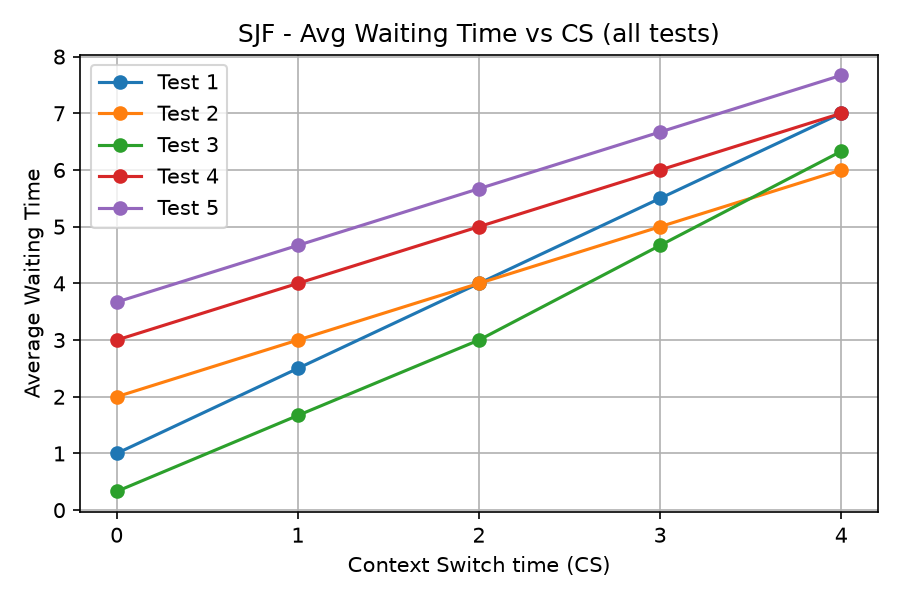 SJF - Avg Waiting Time vs CS (all tests)
Test 1
Test 2
Test 3
Test 4
Test 5
Average Waiting Time
8
7
6
5
4
3
2
1
0
0 1 2 3 4
Context Switch time (CS)